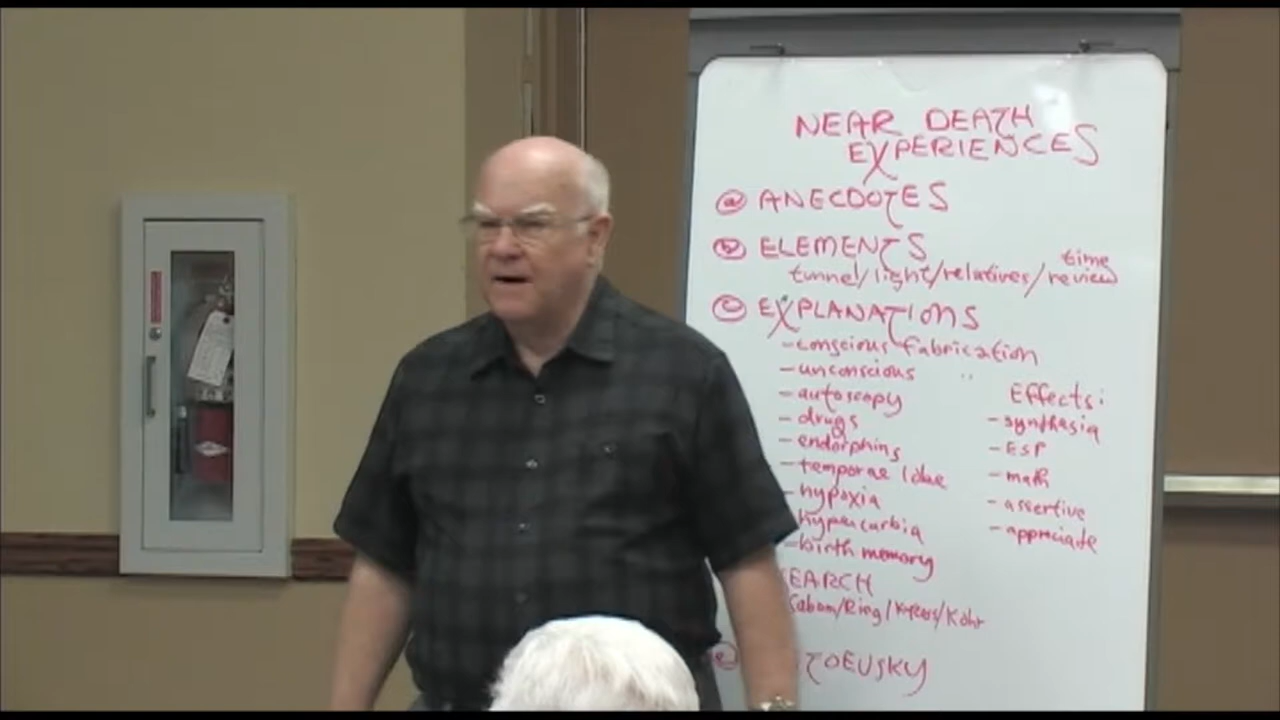 NEAR DEATH
EXPERIENCES
a ANECDOTES
b ELEMENTS
time
tunnel/light/relatives/review
c EXPLANATIONS
-conscious fabrication
-unconscious "
-autoscopy
-drugs
-endorphins
-temporal lobe
-hypoxia
hypercarbia
-birth memory
Effects:
-synthesia
-ESP
-math
-assertive
-appreciate
EARCH
Sabom/Ring/
TOEVSKY